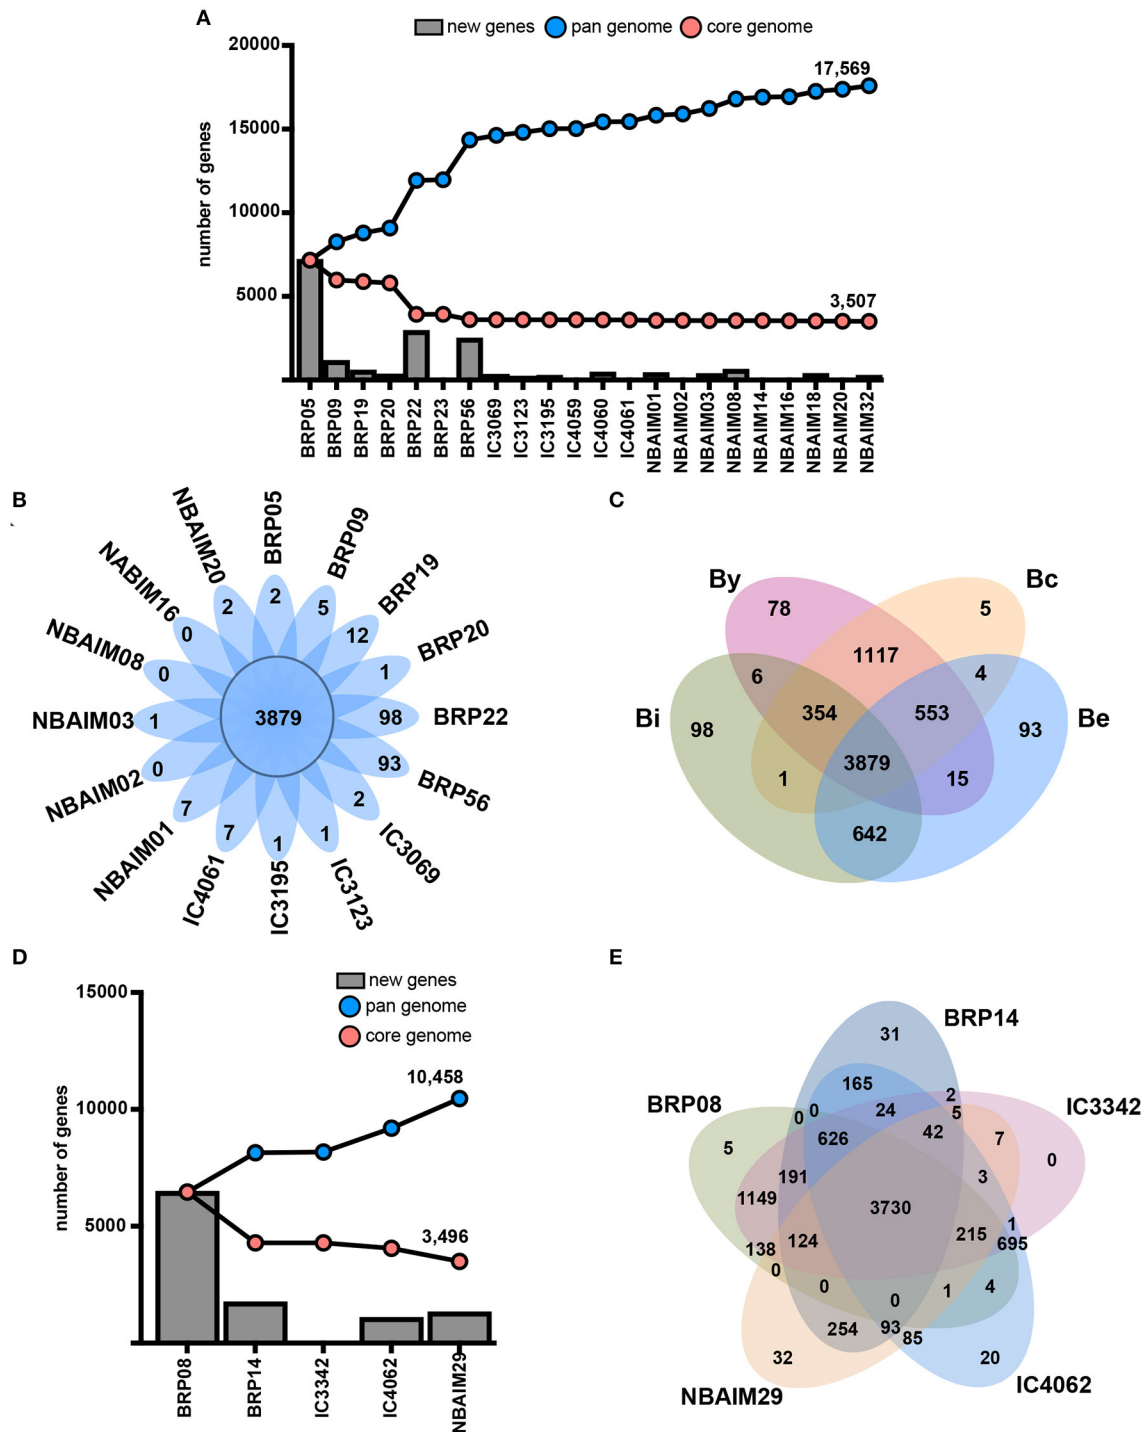 A
new genes pan genome core genome
20000
17,569
15000
number of genes
10000
5000
3,507
BRP05 BRP09 BRP19 BRP20 BRP22 BRP23 BRP56 IC3069 IC3123 IC3195 IC4059 IC4060 IC4061 NBAIM01 NBAIM02 NBAIM03 NBAIM08 NBAIM14 NBAIM16 NBAIM18 NBAIM20 NBAIM32
B
BRP05
2
BRP09
5
BRP19
12
BRP20
1
BRP22
98
BRP56
93
IC3069
2
IC3123
1
IC3195
1
IC4061
7
NBAIM01
7
NBAIM02
0
NBAIM03
1
NBAIM08
0
NABIM16
0
NBAIM20
2
3879
C
By
Bc
78
5
1117
6
4
Bi
354
553
Be
98
93
3879
1
15
642
D
new genes
pan genome
core genome
15000
10,458
number of genes
10000
5000
3,496
BRP08 BRP14 IC3342 IC4062 NBAIM29
E
BRP14
31
165
BRP08
2
IC3342
0
0
24
5
626
42
7
5
0
191
3
1149
3730
1
124
215
695
138
0
0
1
4
0
254
93
85
32
20
NBAIM29
IC4062